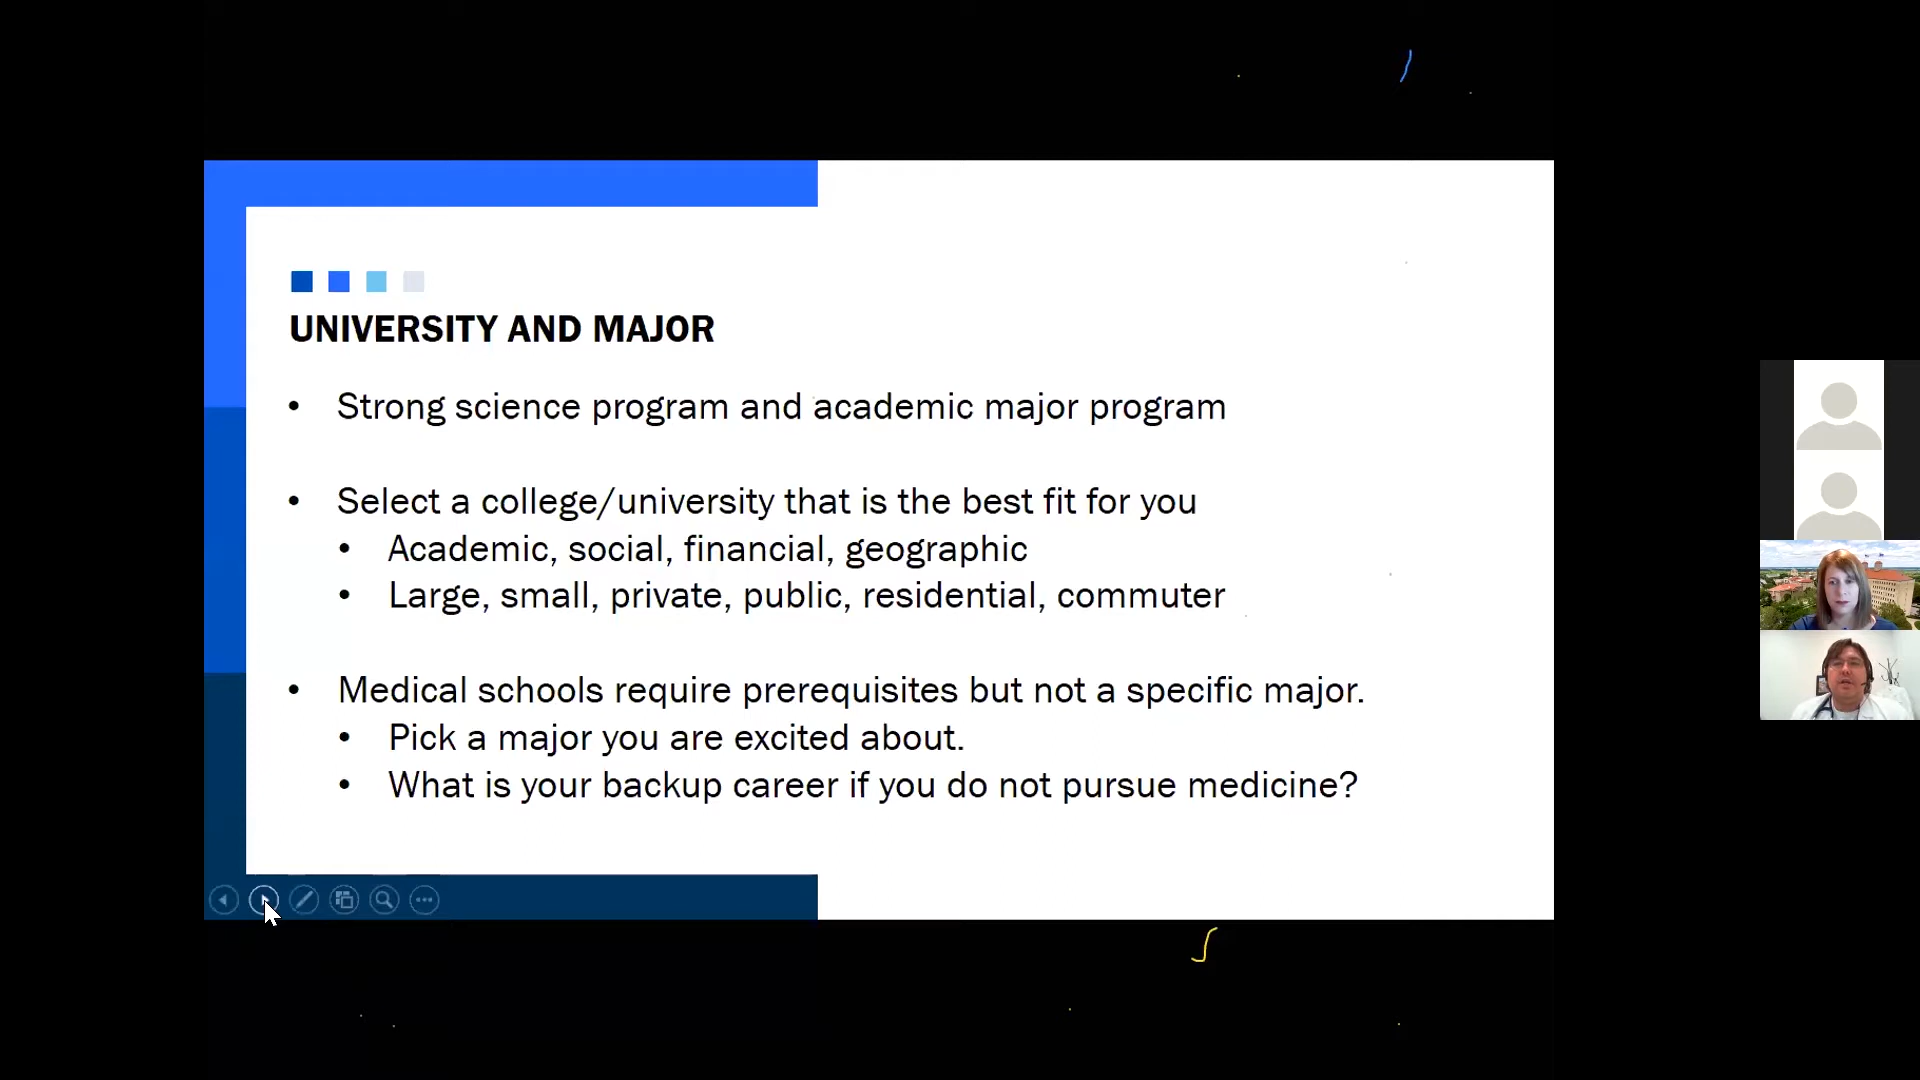 UNIVERSITY AND MAJOR
• Strong science program and academic major program
• Select a college/university that is the best fit for you
• Academic, social, financial, geographic
• Large, small, private, public, residential, commuter
• Medical schools require prerequisites but not a specific major.
• Pick a major you are excited about.
• What is your backup career if you do not pursue medicine?